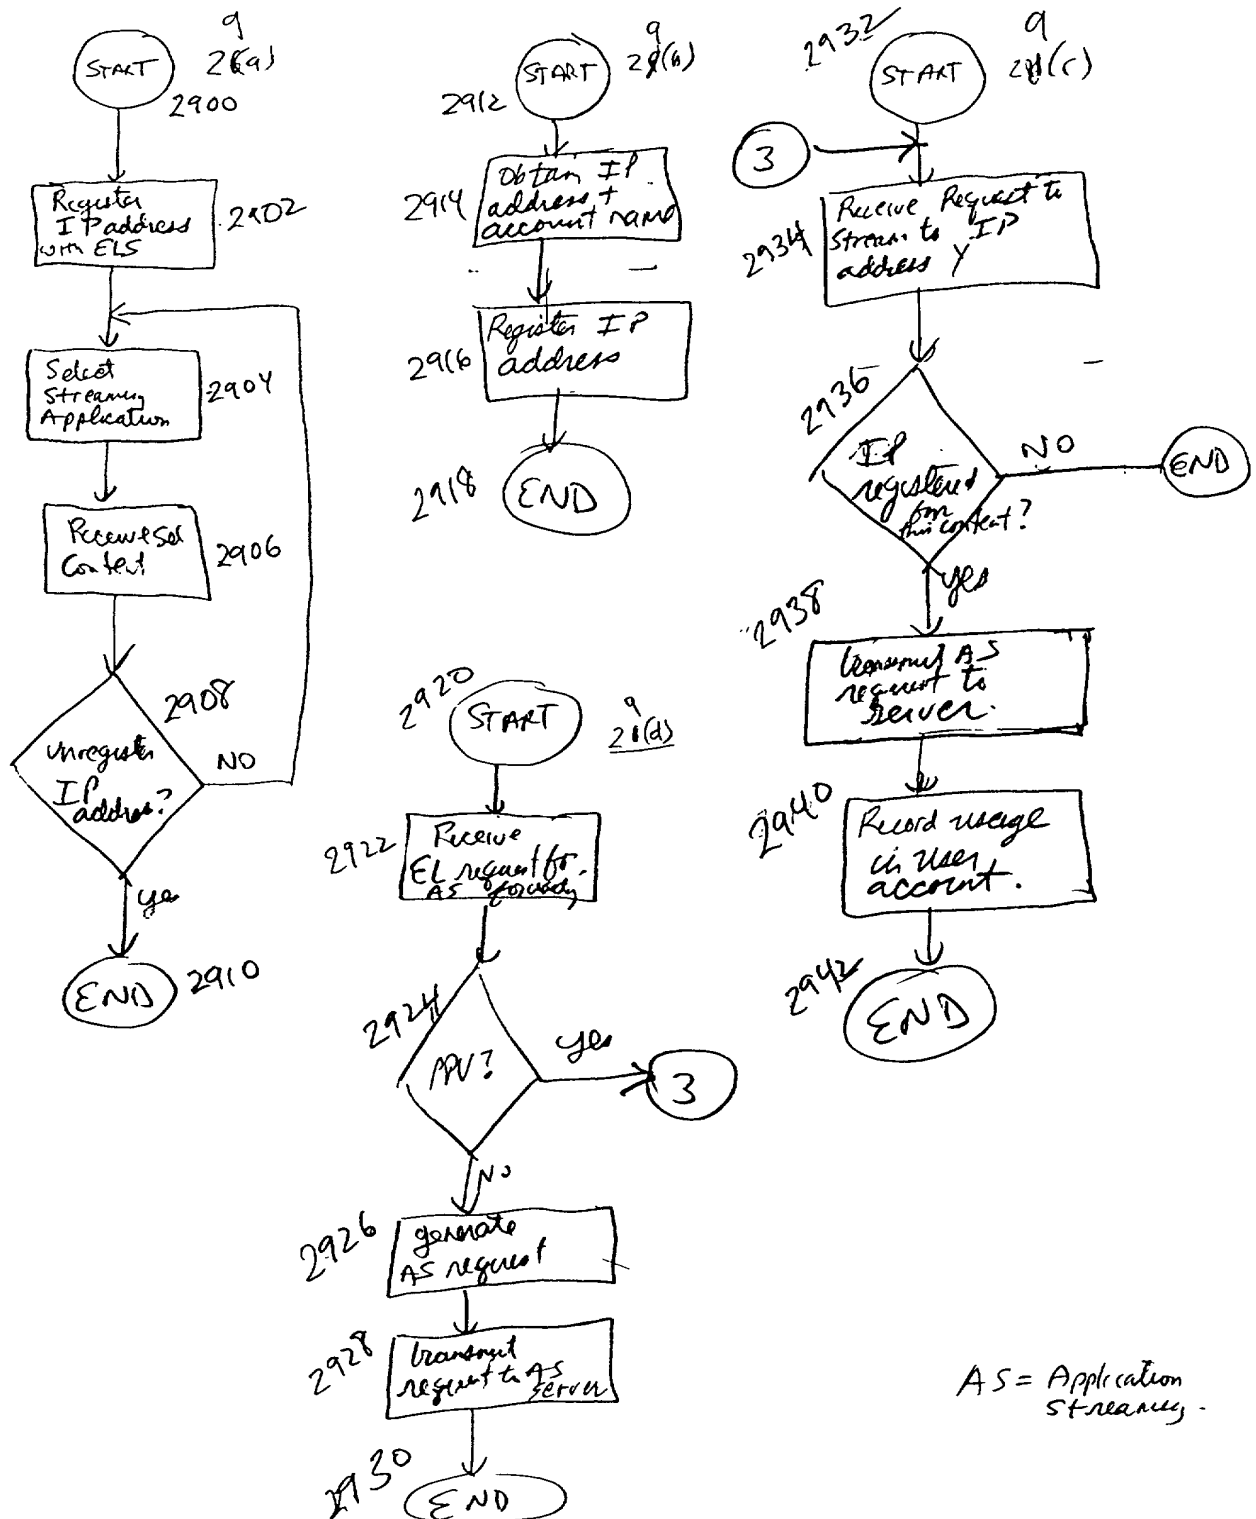 START
9
2(a)
2900
Register
IP address
with ELS
2902
Select
Streaming
Application
2904
Receive Sel
Content
2906
Unregister
IP
address?
2908
NO
yes
END
2910
START
9
2(b)
2912
Obtain IP
address +
account name
2914
Register IP
address
2916
END
2918
2932
START
9
2(c)
3
Receive Request to
Stream to IP
address Y
2934
2936
IP
registered
for
this content?
NO
END
yes
2938
transmit AS
request to
server.
2940
Record usage
in user
account.
2942
END
2920
START
9
21(d)
2922
Receive
EL request for
AS forwarding
2924
yes
3
No
2926
generate
AS request
2928
transmit
request to AS
server
2930
END
AS = Application
Streaming.